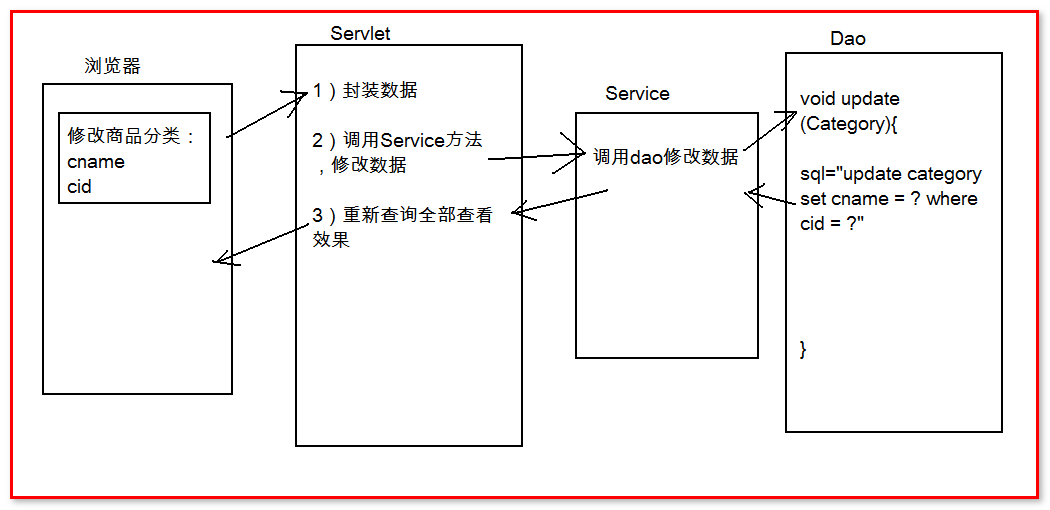 浏览器
修改商品分类：
cname
cid
Servlet
1）封装数据
2）调用Service方法
，修改数据
3）重新查询全部查看
效果
Service
调用dao修改数据
Dao
void update
(Category){
sql="update category
set cname = ? where
cid = ?"
}